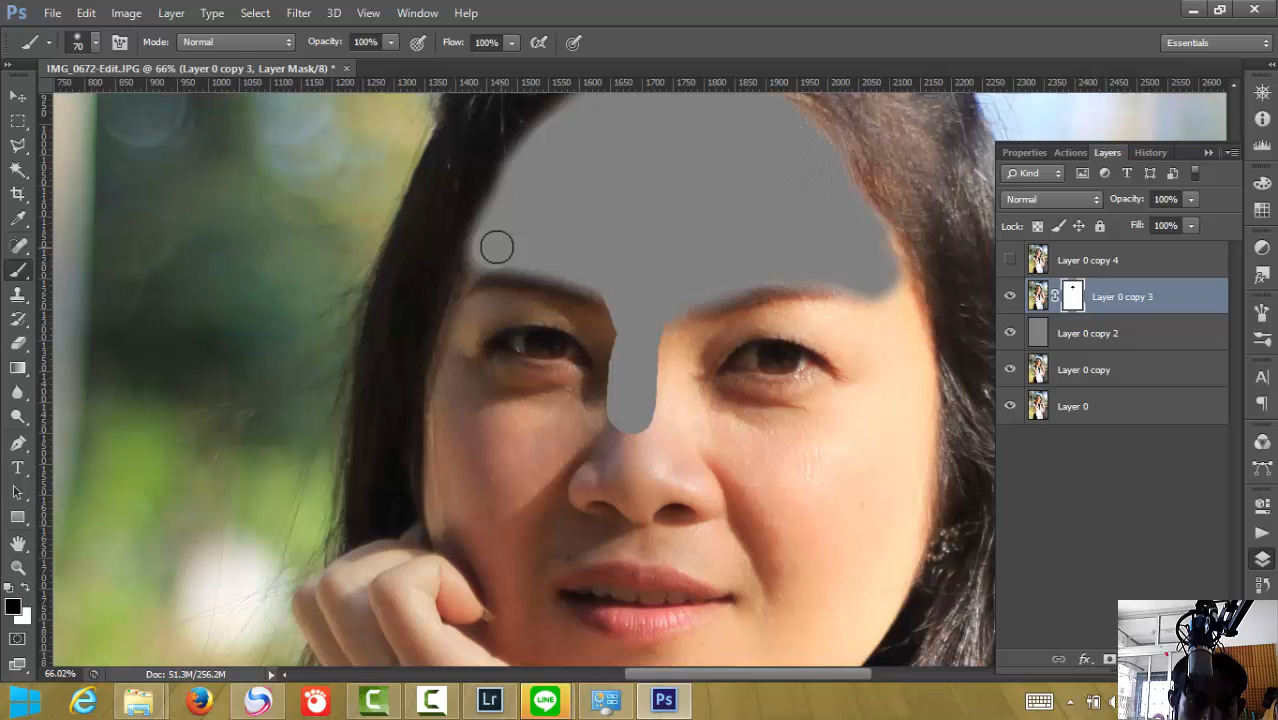 Ps File Edit Image Layer Type Select Filter 3D View Window Help
70 Mode: Normal Opacity: 100% Flow: 100% Essentials
IMG_0672-Edit.JPG @ 66% (Layer 0 copy 3, Layer Mask/8) * ×
750 800 850 900 950 1000 1050 1100 1150 1200 1250 1300 1350 1400 1450 1500 1550 1600 1650 1700 1750 1800 1850 1900 1950 2000 2050 2100 2150 2200 2250 2300 2350 2400 2450 2500 2550 2600
Properties Actions Layers History
Kind
Normal Opacity: 100%
Lock: Fill: 100%
Layer 0 copy 4
Layer 0 copy 3
Layer 0 copy 2
Layer 0 copy
Layer 0
fx
66.02% Doc: 51.3M/256.2M
Lr LINE Ps